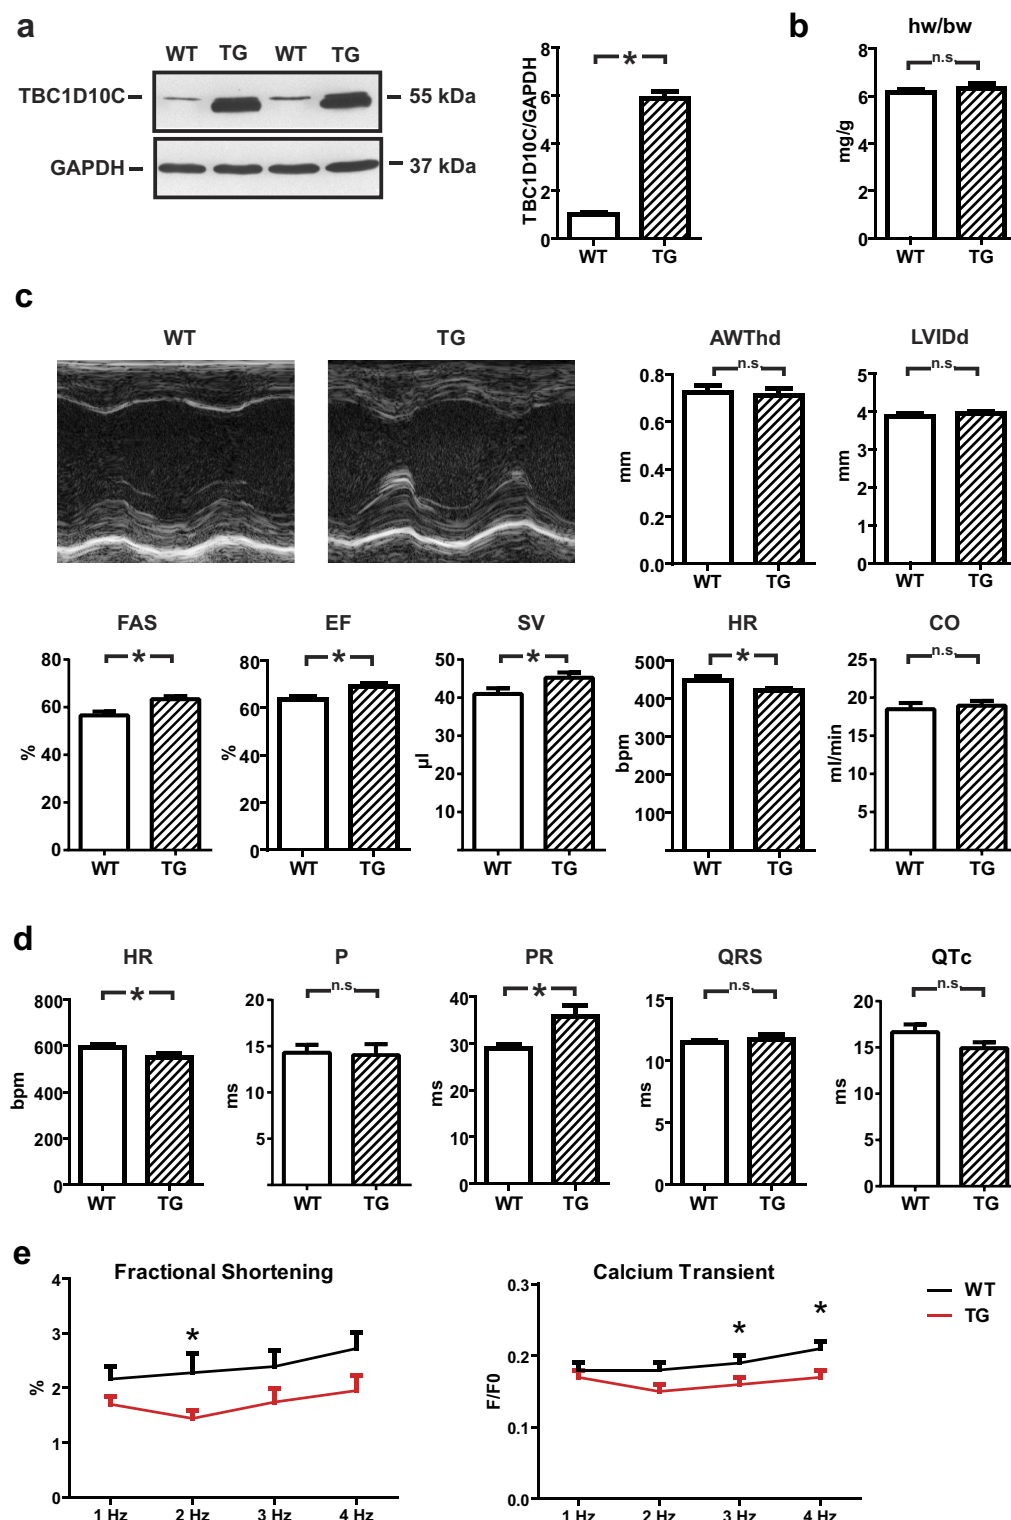 a
WT TG WT TG
TBC1D10C
55 kDa
GAPDH
37 kDa
TBC1D10C/GAPDH
8
6
4
2
0
*
WT TG
b
hw/bw
n.s.
mg/g
8
6
4
2
0
WT TG
c
WT TG
AWThd
n.s.
mm
0.8
0.6
0.4
0.2
0.0
WT TG
LVIDd
n.s.
mm
5
4
3
2
1
0
WT TG
FAS
*
%
80
60
40
20
0
WT TG
EF
*
%
80
60
40
20
0
WT TG
SV
*
µl
50
40
30
20
10
WT TG
HR
*
bpm
500
400
300
200
100
WT TG
CO
n.s.
ml/min
25
20
15
10
5
0
WT TG
d
HR
*
bpm
800
600
400
200
0
WT TG
P
n.s.
ms
20
15
10
5
WT TG
PR
*
ms
40
30
20
10
0
WT TG
QRS
n.s.
ms
15
10
5
0
WT TG
QTc
n.s.
ms
20
15
10
5
0
WT TG
e
Fractional Shortening
%
4
3
2
1
0
*
1 Hz 2 Hz 3 Hz 4 Hz
Calcium Transient
F/F0
0.3
0.2
0.1
0.0
* *
1 Hz 2 Hz 3 Hz 4 Hz
WT
TG